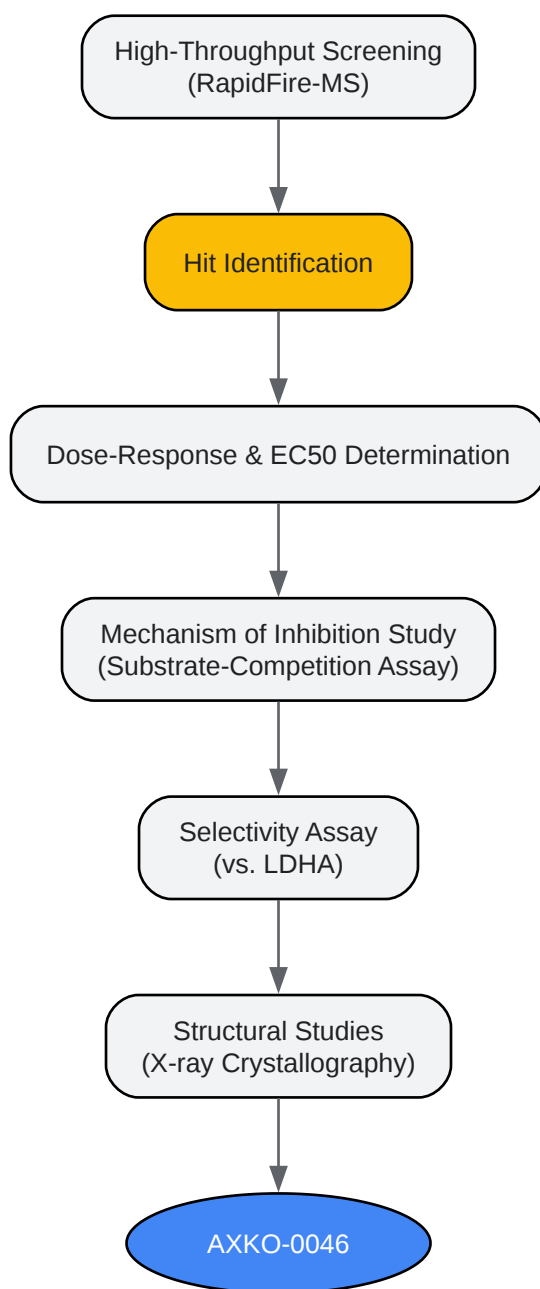 High-Throughput Screening
(RapidFire-MS)
Hit Identification
Dose-Response & EC50 Determination
Mechanism of Inhibition Study
(Substrate-Competition Assay)
Selectivity Assay
(vs. LDHA)
Structural Studies
(X-ray Crystallography)
AXKO-0046